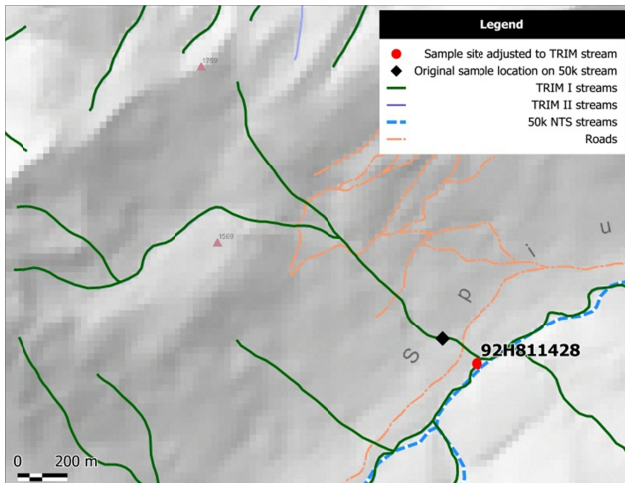 Legend
Sample site adjusted to TRIM stream
Original sample location on 50k stream
TRIM I streams
TRIM II streams
50k NTS streams
Roads
1569
S p i u
92H811428
0 200 m